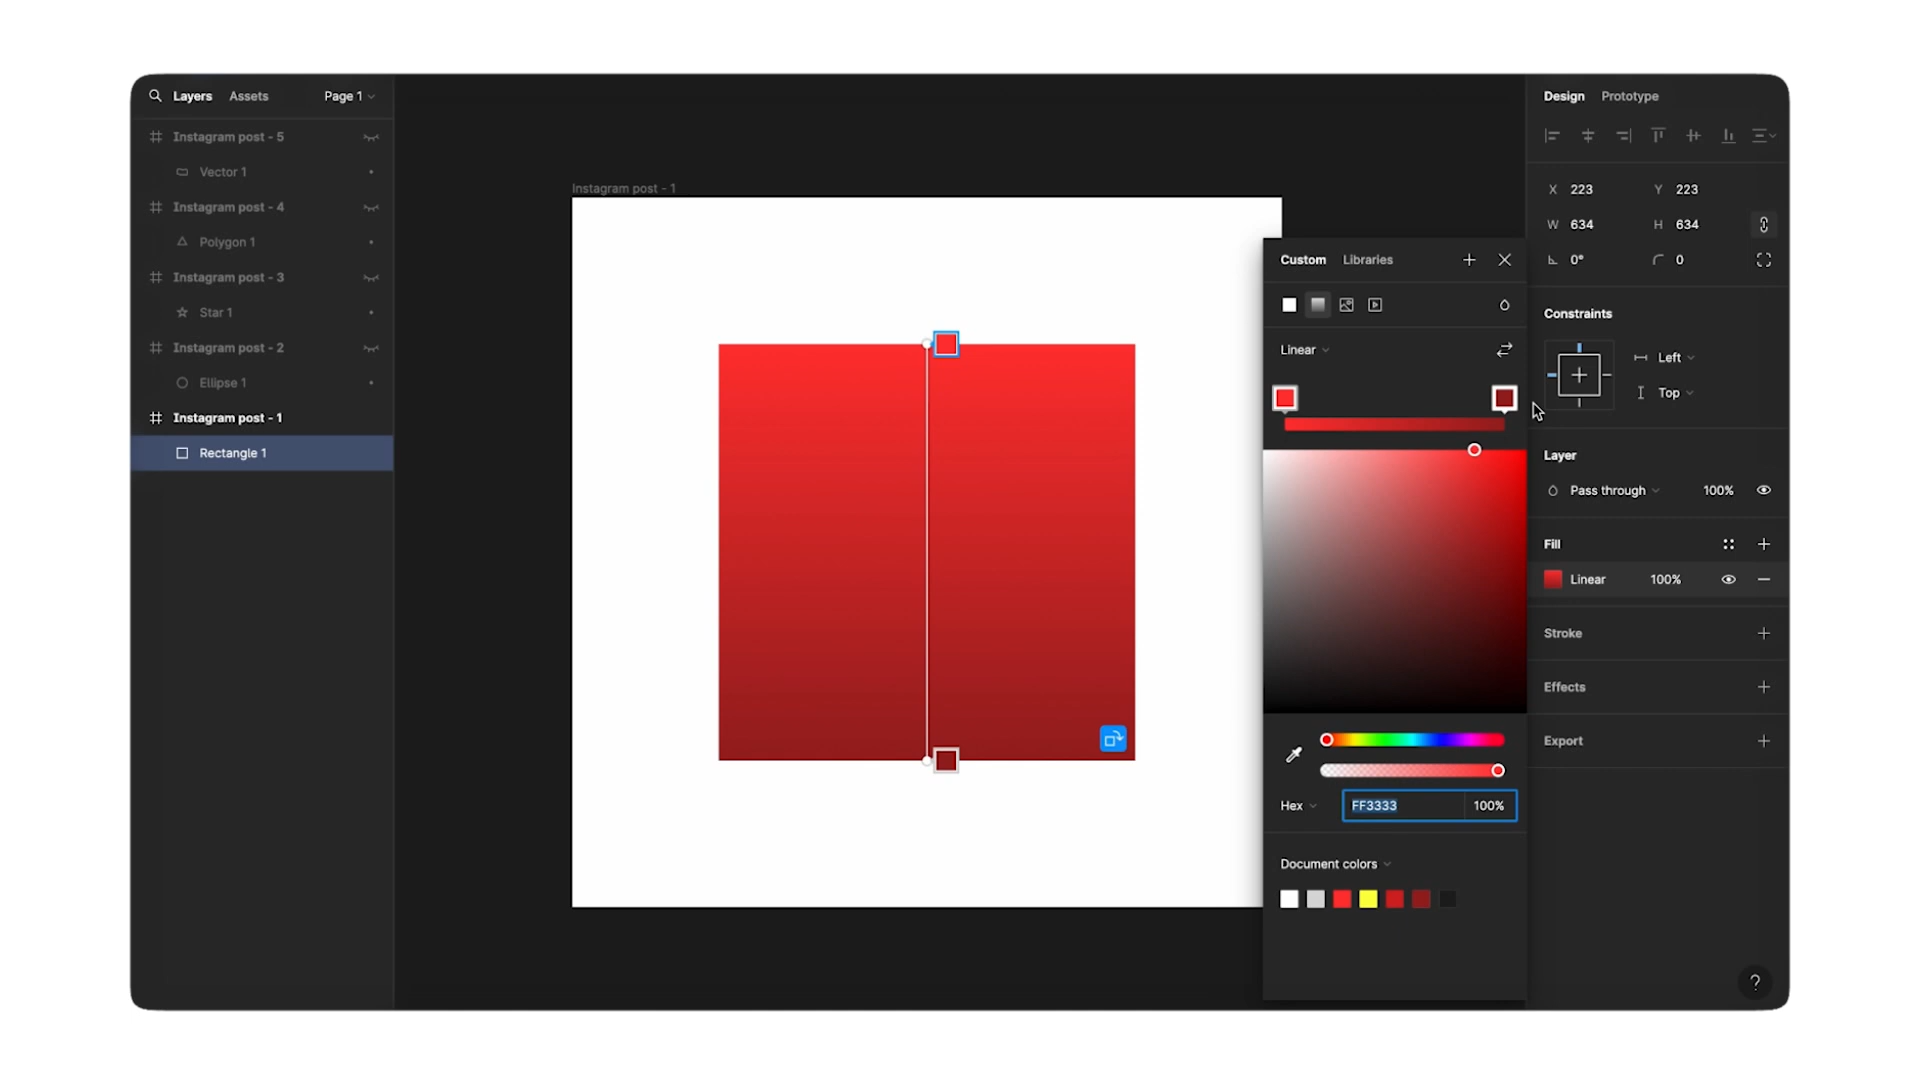 Layers Assets Page 1
Instagram post - 5
Vector 1
Instagram post - 4
Polygon 1
Instagram post - 3
Star 1
Instagram post - 2
Ellipse 1
Instagram post - 1
Rectangle 1
Instagram post - 1
Custom Libraries
Linear
Hex FF3333 100%
Document colors
Design Prototype
X 223 Y 223
W 634 H 634
0° 0
Constraints
Left
Top
Layer
Pass through 100%
Fill
Linear 100%
Stroke
Effects
Export
?